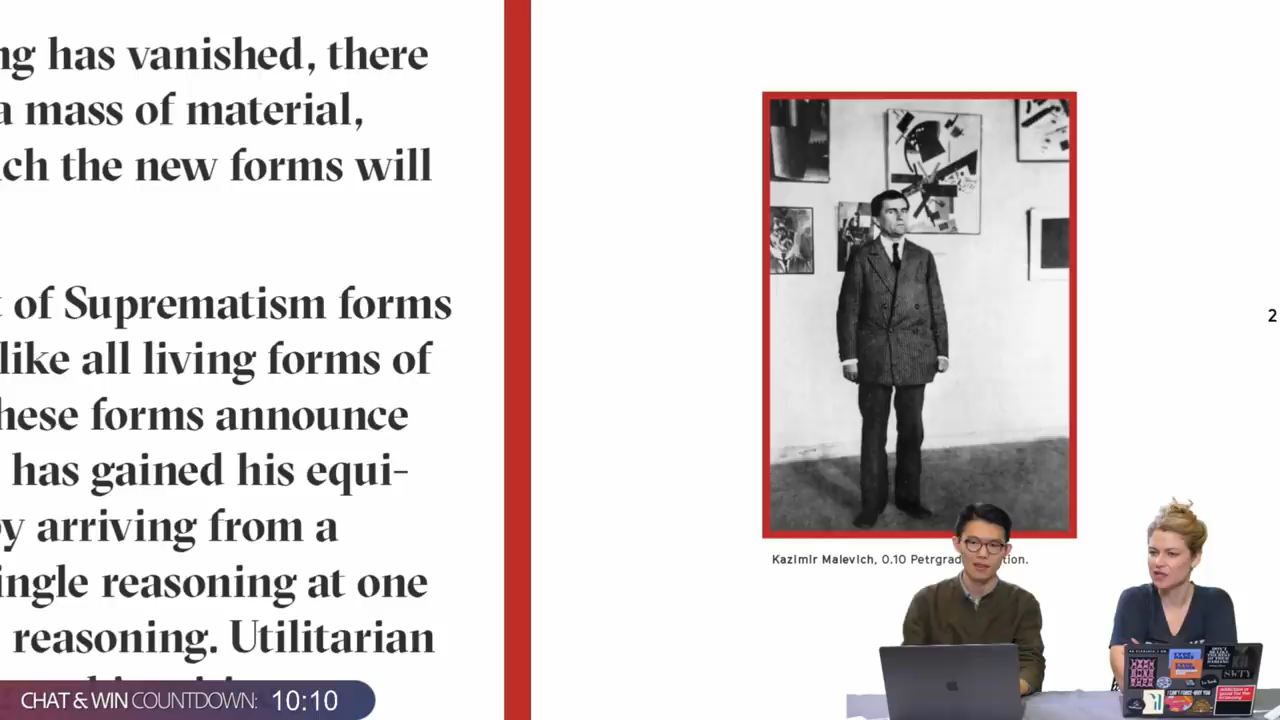 ng has vanished, there
a mass of material,
ch the new forms will
of Suprematism forms
like all living forms of
hese forms announce
has gained his equi-
y arriving from a
ingle reasoning at one
reasoning. Utilitarian
Kazimir Malevich, 0.10 Petrgrad tion.
2
CHAT & WIN COUNTDOWN: 10:10